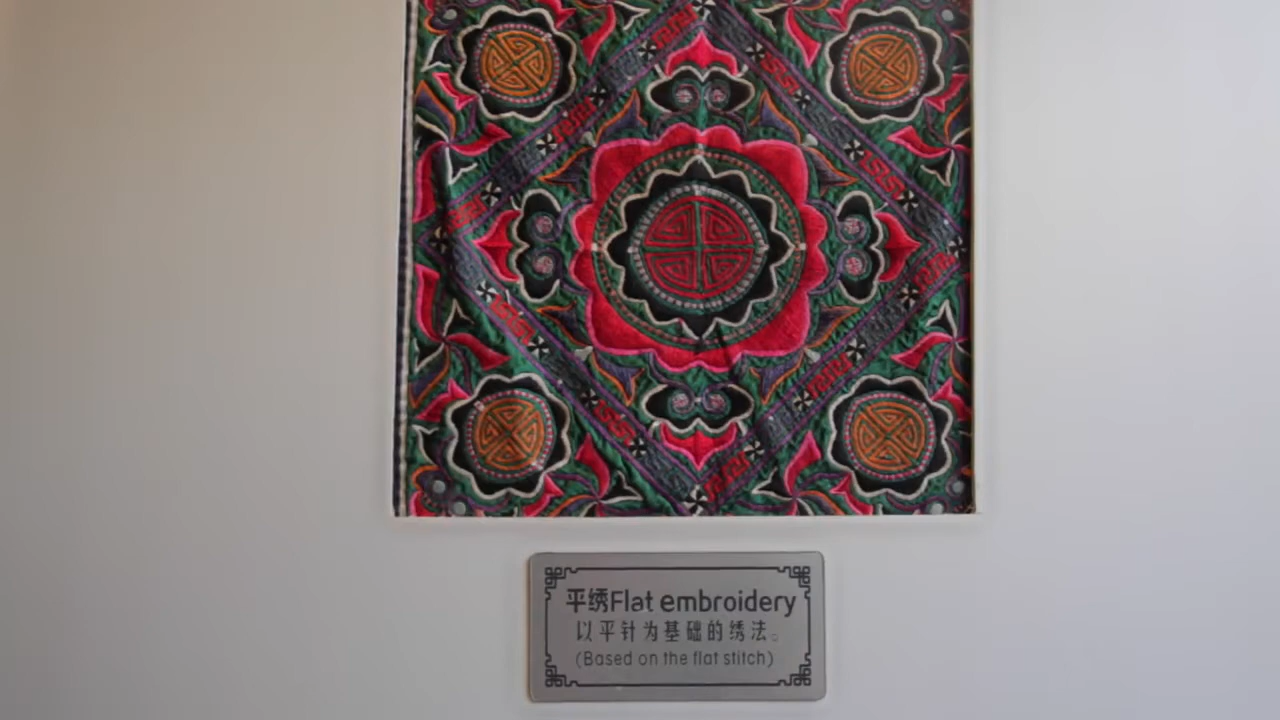 平绣Flat embroidery
以平针为基础的绣法。
(Based on the flat stitch)